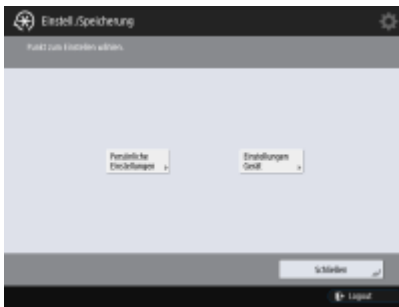 Einstell./Speicherung
Punkt zum Einstellen wählen.
Persönliche
Einstellungen
Einstellungen
Gerät
Schließen
Logout